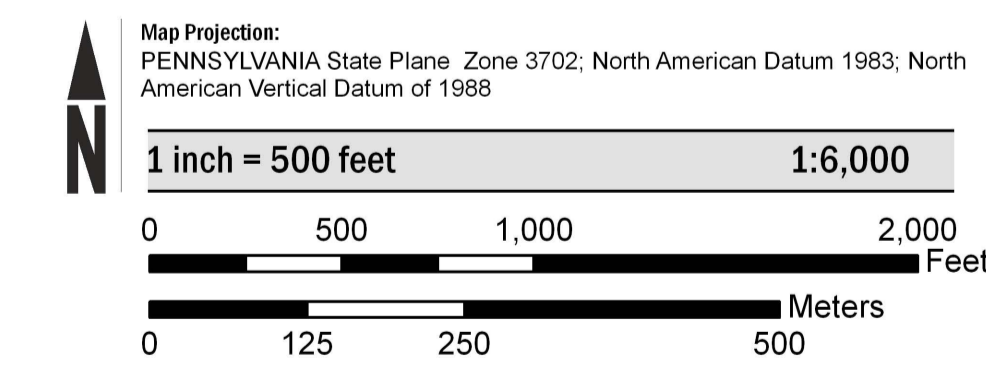 Map Projection:
PENNSYLVANIA State Plane Zone 3702; North American Datum 1983; North
American Vertical Datum of 1988
N
1 inch = 500 feet 1:6,000
0 500 1,000 2,000
Feet
Meters
0 125 250 500